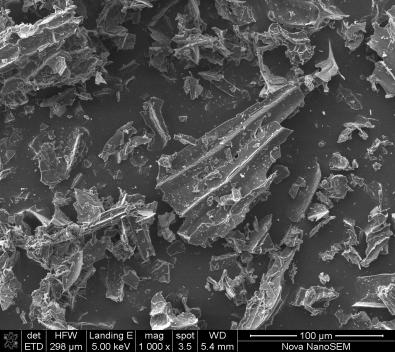 det HFW Landing E mag spot WD 100 µm
ETD 298 µm 5.00 keV 1 000 x 3.5 5.4 mm Nova NanoSEM